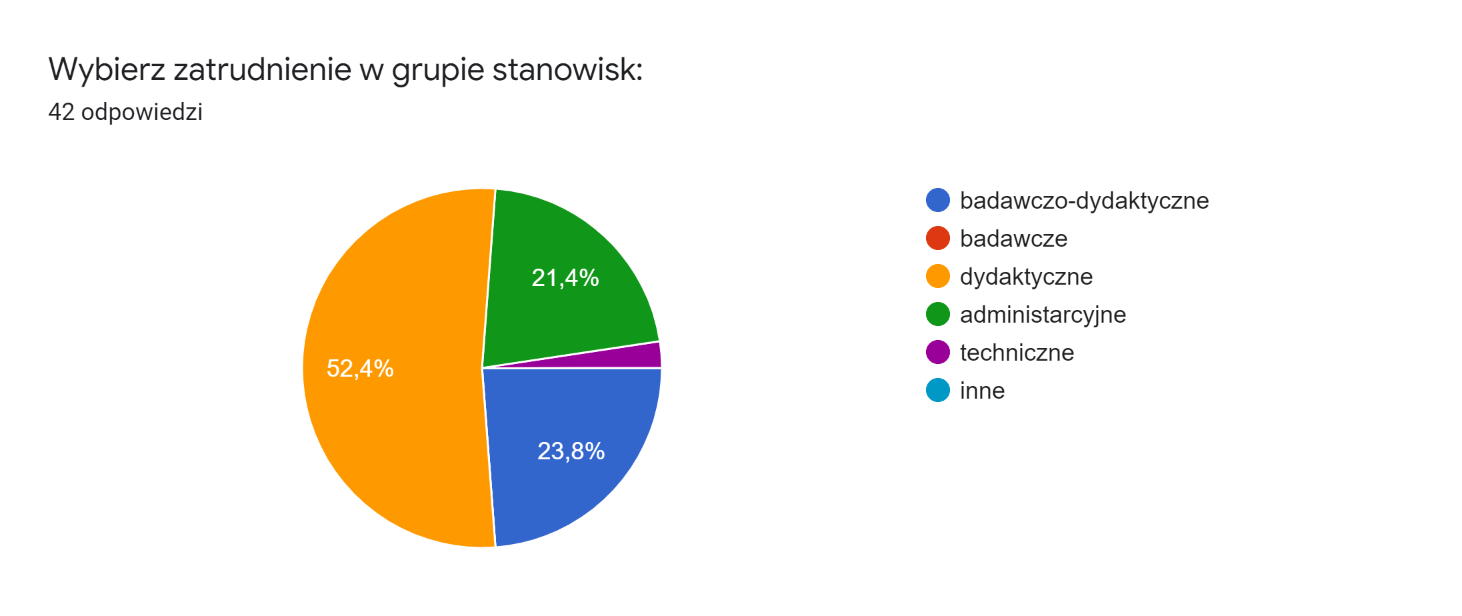 Wybierz zatrudnienie w grupie stanowisk:
42 odpowiedzi
21,4%
52,4%
23,8%
badawczo-dydaktyczne
badawcze
dydaktyczne
administarcyjne
techniczne
inne